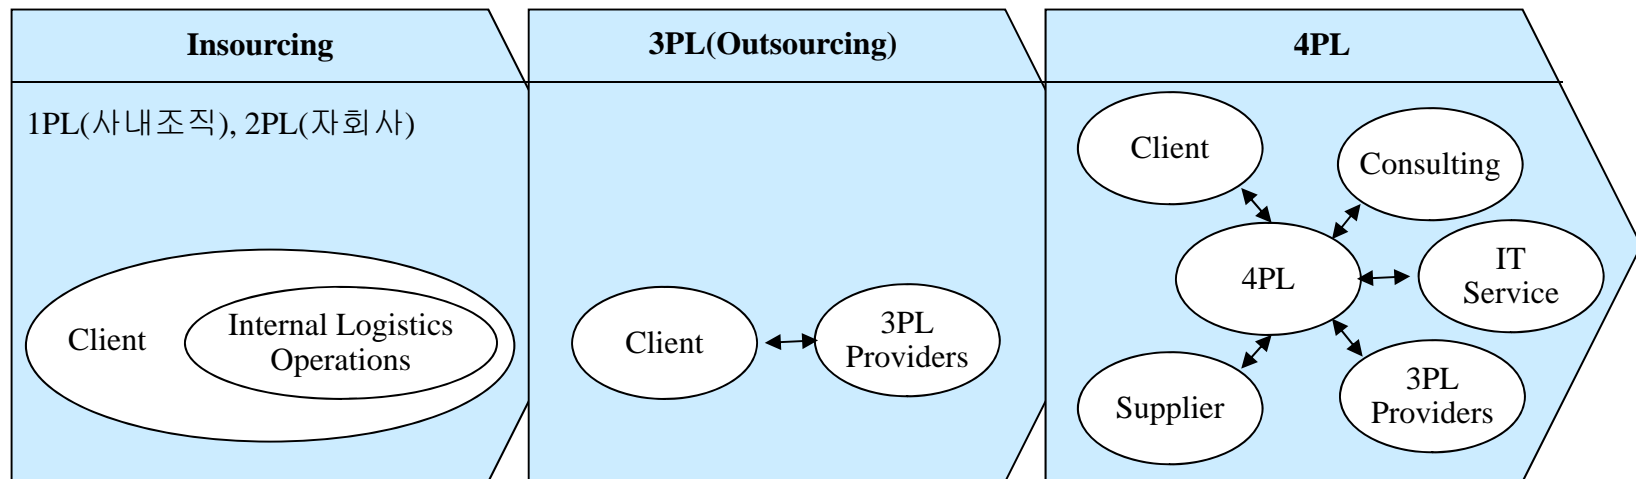 Insourcing
1PL(사내조직), 2PL(자회사)
Client
Internal Logistics
Operations
3PL(Outsourcing)
Client
3PL
Providers
4PL
Client
Consulting
4PL
IT
Service
Supplier
3PL
Providers